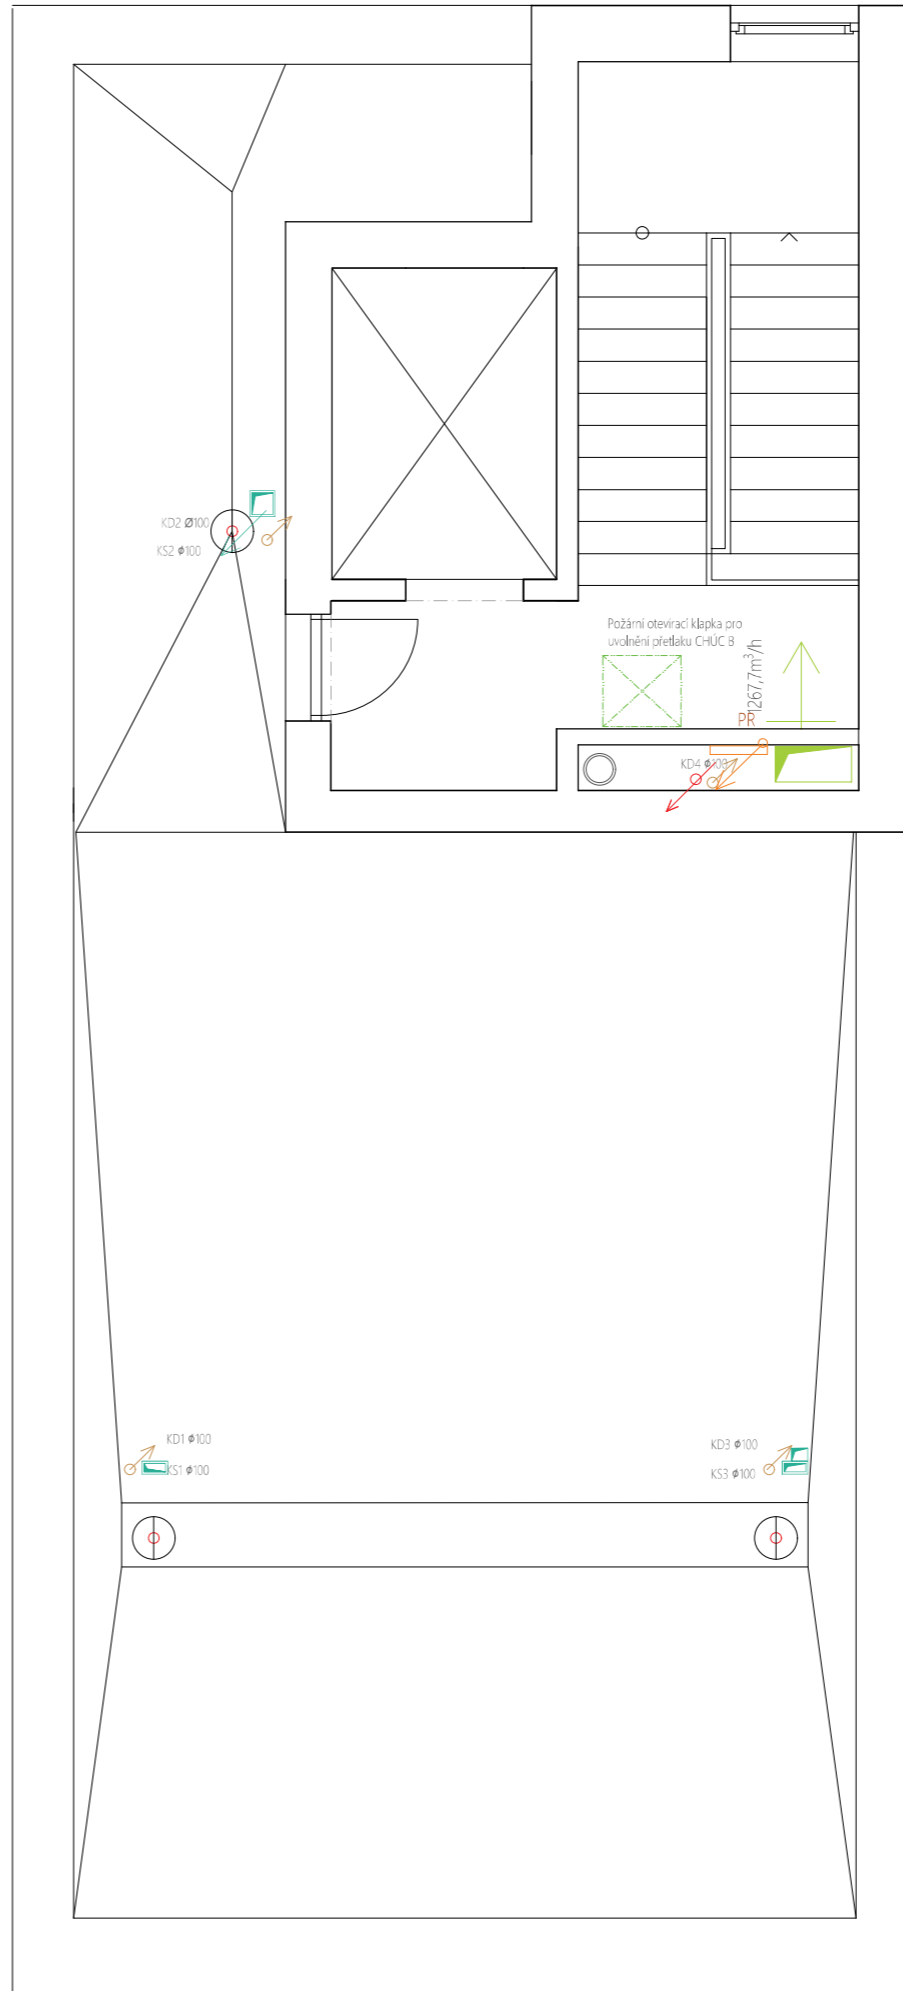 KD2 Ø100
KS2 ϕ100
Požární otevírací klapka pro
uvolnění přetlaku CHÚC B
1267,7m³/h
PR
KD4 ϕ100
KD1 ϕ100
KS1 ϕ100
KD3 ϕ100
KS3 ϕ100